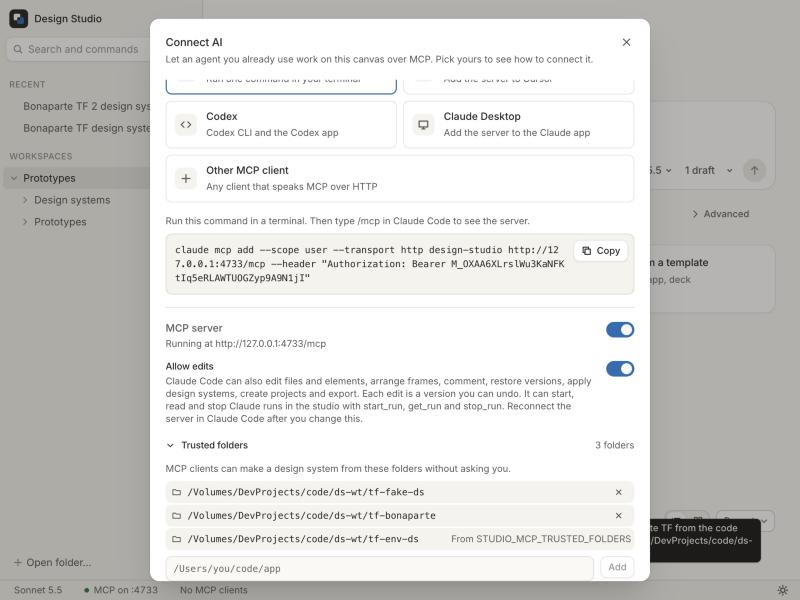 Design Studio
Search and commands
RECENT
Bonaparte TF 2 design sys
Bonaparte TF design syste
WORKSPACES
Prototypes
Design systems
Prototypes
Open folder...
Connect AI
Let an agent you already use work on this canvas over MCP. Pick yours to see how to connect it.
Run one command in your terminal
Add the server to Cursor
Codex
Codex CLI and the Codex app
Claude Desktop
Add the server to the Claude app
Other MCP client
Any client that speaks MCP over HTTP
Run this command in a terminal. Then type /mcp in Claude Code to see the server.
claude mcp add --scope user --transport http design-studio http://12
7.0.0.1:4733/mcp --header "Authorization: Bearer M_OXAA6XLrslWu3KaNFK
tIq5eRLAWTUOGZyp9A9N1jI"
Copy
MCP server
Running at http://127.0.0.1:4733/mcp
Allow edits
Claude Code can also edit files and elements, arrange frames, comment, restore versions, apply
design systems, create projects and export. Each edit is a version you can undo. It can start,
read and stop Claude runs in the studio with start_run, get_run and stop_run. Reconnect the
server in Claude Code after you change this.
Trusted folders
3 folders
MCP clients can make a design system from these folders without asking you.
/Volumes/DevProjects/code/ds-wt/tf-fake-ds
/Volumes/DevProjects/code/ds-wt/tf-bonaparte
/Volumes/DevProjects/code/ds-wt/tf-env-ds
From STUDIO_MCP_TRUSTED_FOLDERS
/Users/you/code/app
Add
5.5
1 draft
Advanced
m a template
app, deck
te TF from the code
/DevProjects/code/ds-
Sonnet 5.5
MCP on :4733
No MCP clients